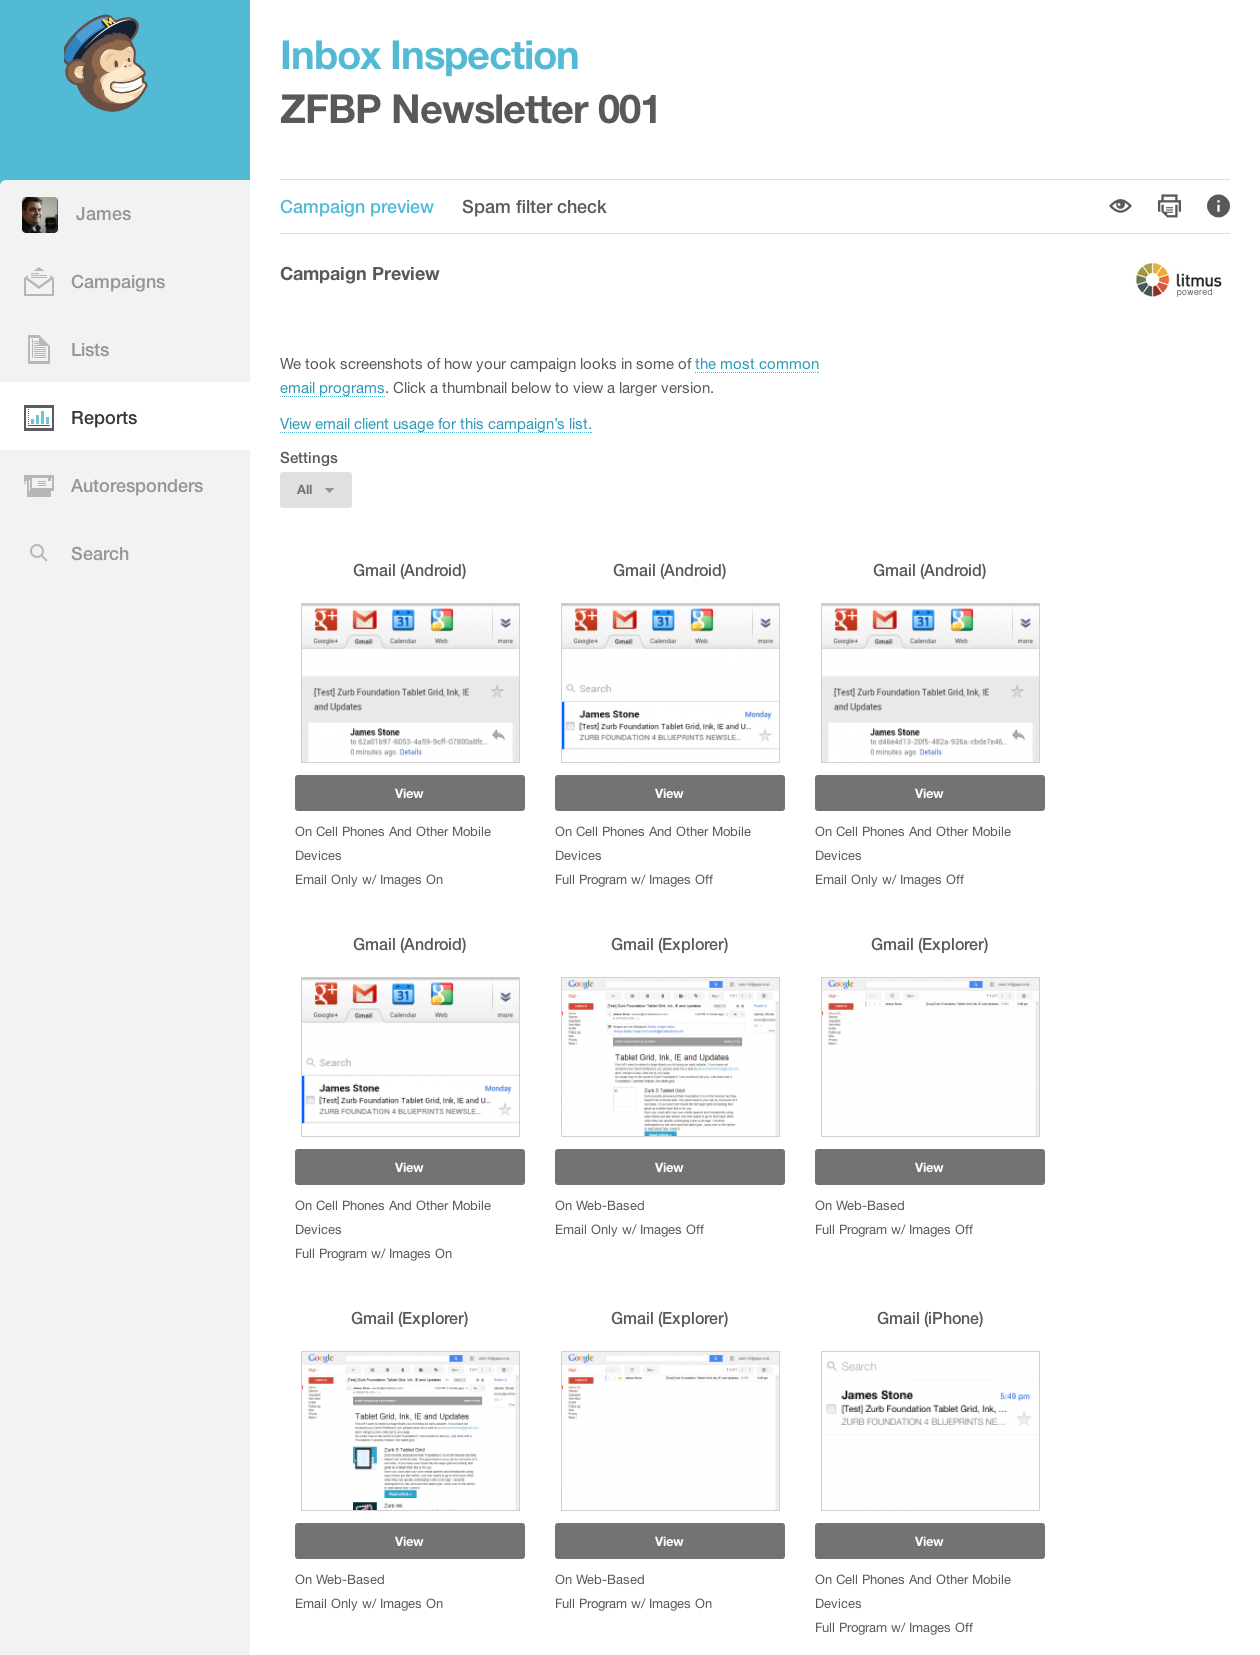 Inbox Inspection
ZFBP Newsletter 001
James
Campaigns
Lists
Reports
Autoresponders
Search
Campaign preview
Spam filter check
Campaign Preview
litmus
powered
We took screenshots of how your campaign looks in some of the most common
email programs. Click a thumbnail below to view a larger version.
View email client usage for this campaign's list.
Settings
All
Gmail (Android)
Google+ Gmail Calendar Web more
[Test] Zurb Foundation Tablet Grid, Ink, IE
and Updates
James Stone
0 minutes ago Details
View
On Cell Phones And Other Mobile
Devices
Email Only w/ Images On
Gmail (Android)
Google+ Gmail Calendar Web more
Search
James Stone Monday
[Test] Zurb Foundation Tablet Grid, Ink, IE and U...
ZURB FOUNDATION 4 BLUEPRINTS NEWSLE...
View
On Cell Phones And Other Mobile
Devices
Full Program w/ Images Off
Gmail (Android)
Google+ Gmail Calendar Web more
[Test] Zurb Foundation Tablet Grid, Ink, IE
and Updates
James Stone
0 minutes ago Details
View
On Cell Phones And Other Mobile
Devices
Email Only w/ Images Off
Gmail (Android)
Google+ Gmail Calendar Web more
Search
James Stone Monday
[Test] Zurb Foundation Tablet Grid, Ink, IE and U...
ZURB FOUNDATION 4 BLUEPRINTS NEWSLE...
View
On Cell Phones And Other Mobile
Devices
Full Program w/ Images On
Gmail (Explorer)
Google
Tablet Grid, Ink, IE and Updates
Zurb 5 Tablet Grid
View
On Web-Based
Email Only w/ Images Off
Gmail (Explorer)
Google
View
On Web-Based
Full Program w/ Images Off
Gmail (Explorer)
Google
Tablet Grid, Ink, IE and Updates
Zurb 5 Tablet Grid
Zurb Ink
View
On Web-Based
Email Only w/ Images On
Gmail (Explorer)
Google
View
On Web-Based
Full Program w/ Images On
Gmail (iPhone)
Search
James Stone 5:49 pm
[Test] Zurb Foundation Tablet Grid, Ink, ...
ZURB FOUNDATION 4 BLUEPRINTS NE...
View
On Cell Phones And Other Mobile
Devices
Full Program w/ Images Off